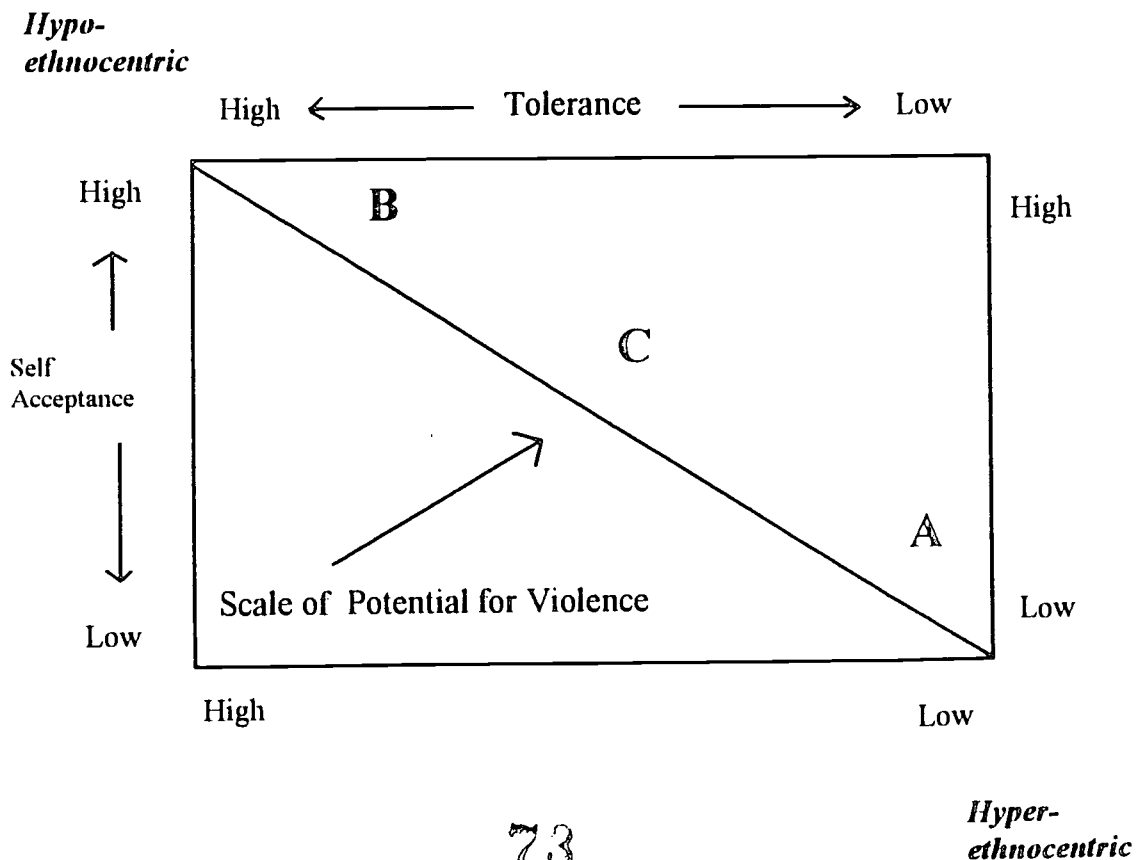 Hypo-
ethnocentric
High Tolerance Low
High
B
High
C
Self
Acceptance
A
Scale of Potential for Violence
Low
Low
High
Low
73
Hyper-
ethnocentric